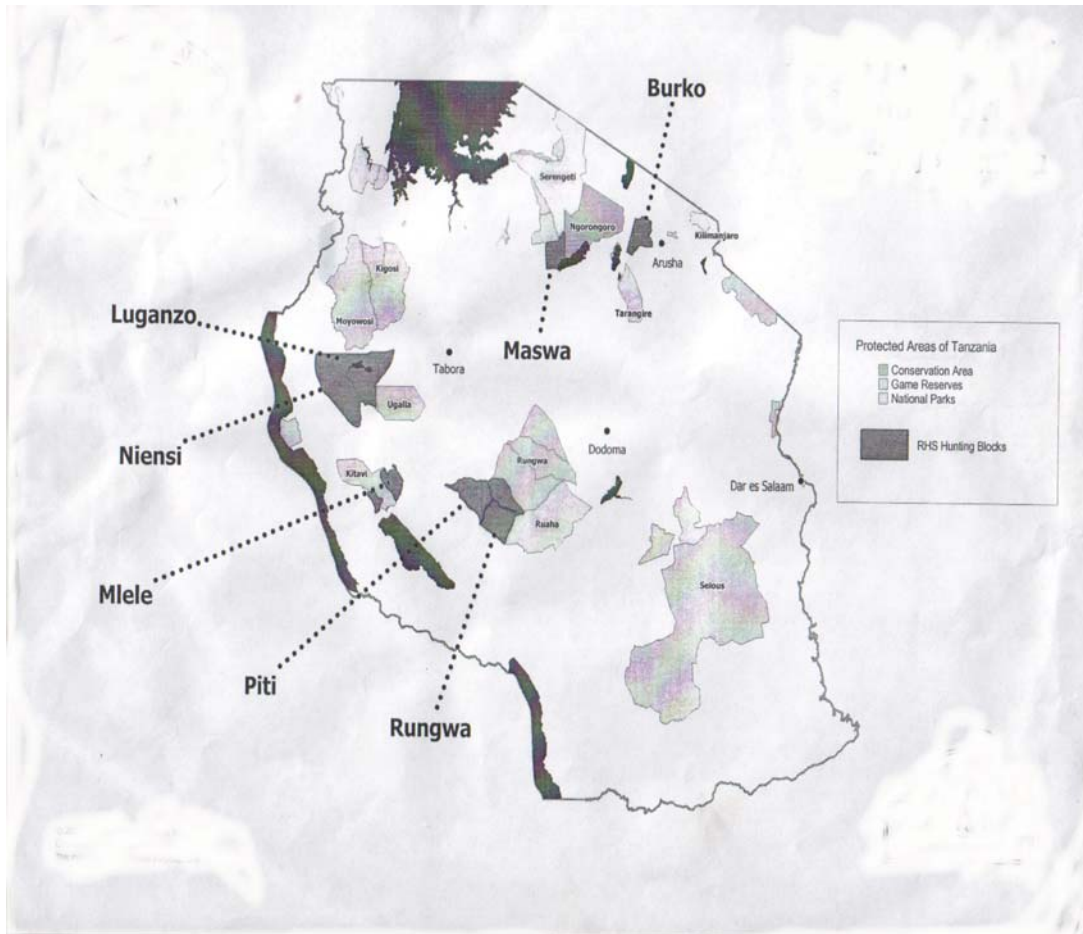 Burko
Serengeti
Ngorongoro
Kilimanjaro
Arusha
Kigosi
Luganzo
Moyowosi
Tarangire
Maswa
Tabora
Protected Areas of Tanzania
Conservation Area
Game Reserves
National Parks
Ugalla
Niensi
Dodoma
RHS Hunting Blocks
Rungwa
Kitavi
Dar es Salaam
Ruaha
Mlele
Selous
Piti
Rungwa